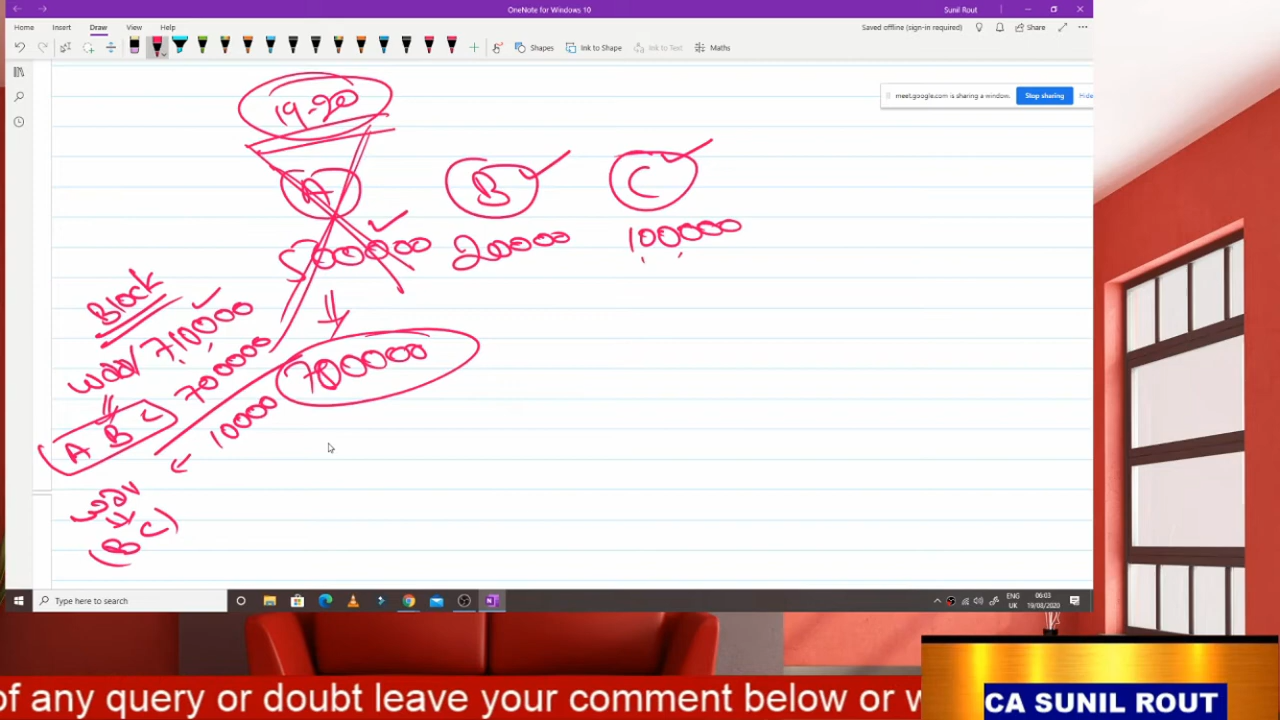 OneNote for Windows 10
Sunil Rout
Home Insert Draw View Help
Saved offline (sign-in required) Share
Shapes Ink to Shape Ink to Text Maths
meet.google.com is sharing a window. Stop sharing Hide
19-20
A B C
500000 200000 100000
Block
WDV 710000
700000
10000
700000
A B C
WDV
(B C)
Type here to search
ENG
UK
06:03
19/08/2020
of any query or doubt leave your comment below or w
CA SUNIL ROUT